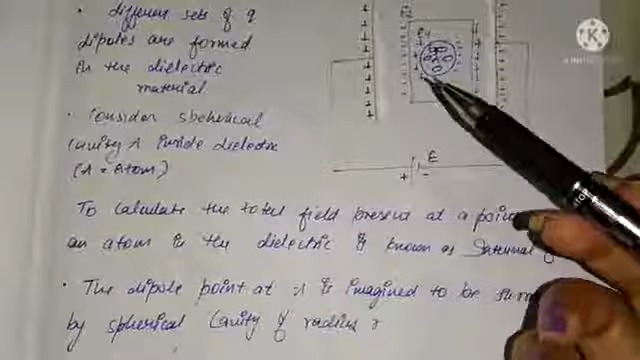 • Different sets of
dipoles are formed
in the dielectric
material.
• Consider spherical
cavity A inside dielectric
(A = Atom)
E
+ -
To calculate the total field present at a point
an atom in the dielectric is known as Internal
• The dipole point at A is imagined to be
by spherical cavity of radius r
K
KINEMASTER